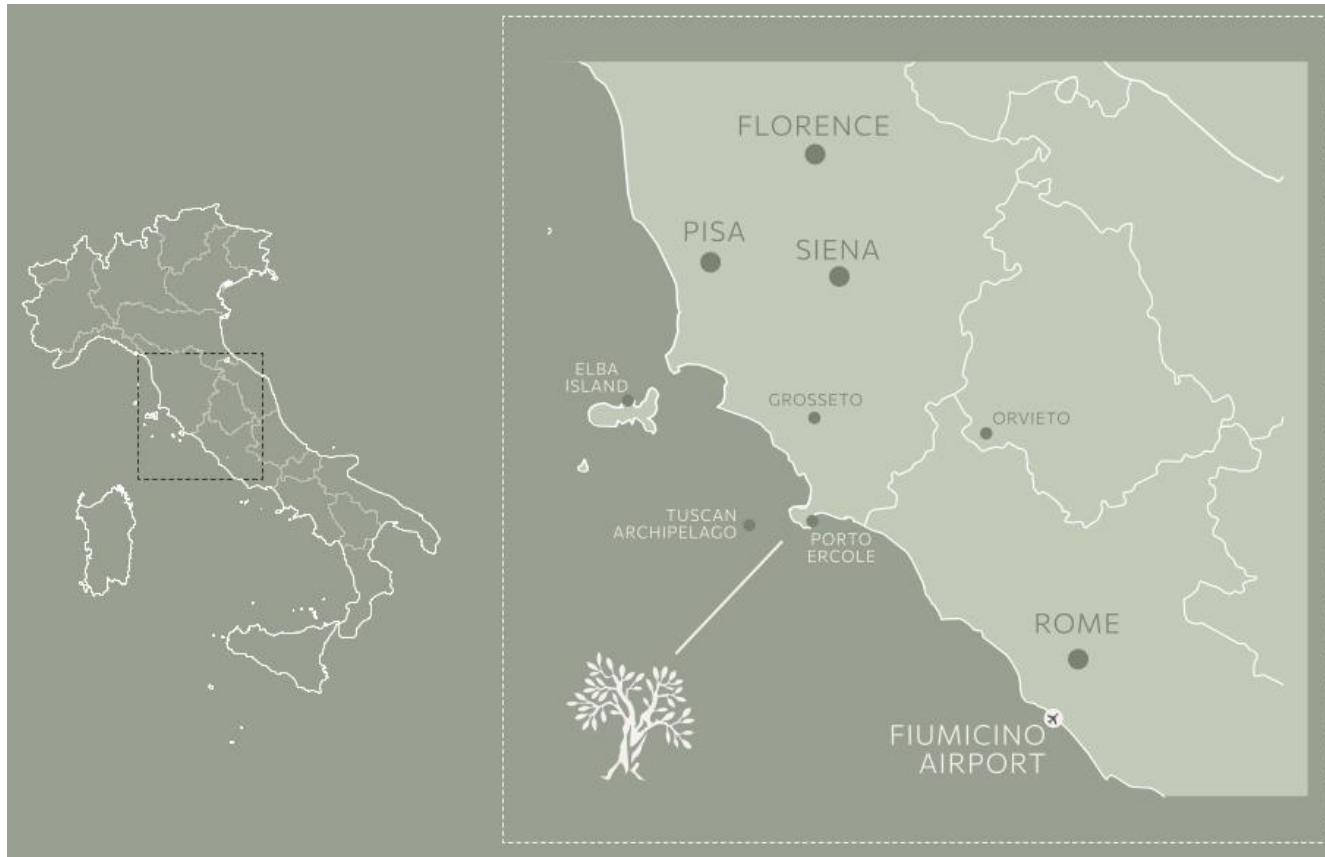 FLORENCE
PISA
SIENA
ELBA
ISLAND
GROSSETO
ORVIETO
TUSCAN
ARCHIPELAGO
PORTO
ERCOLE
ROME
FIUMICINO
AIRPORT